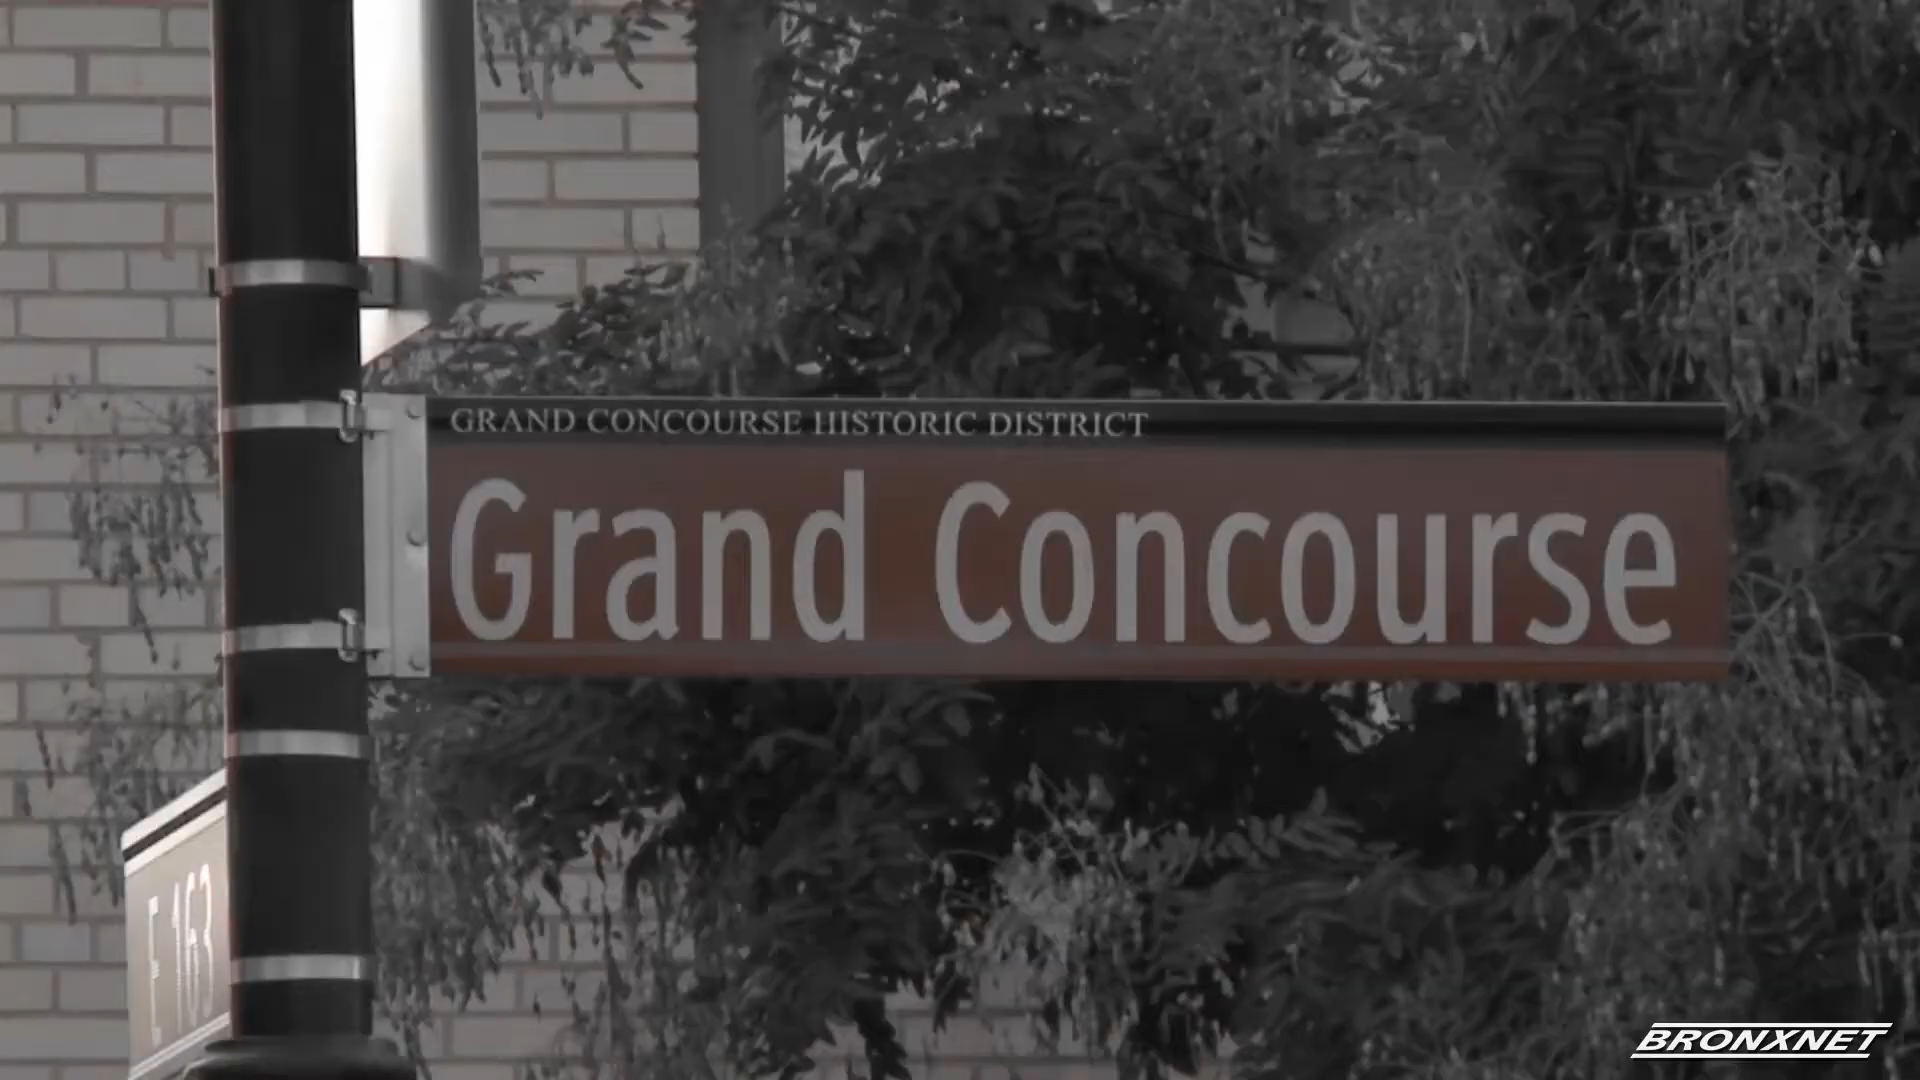 GRAND CONCOURSE HISTORIC DISTRICT
Grand Concourse
E 163
BRONXNET